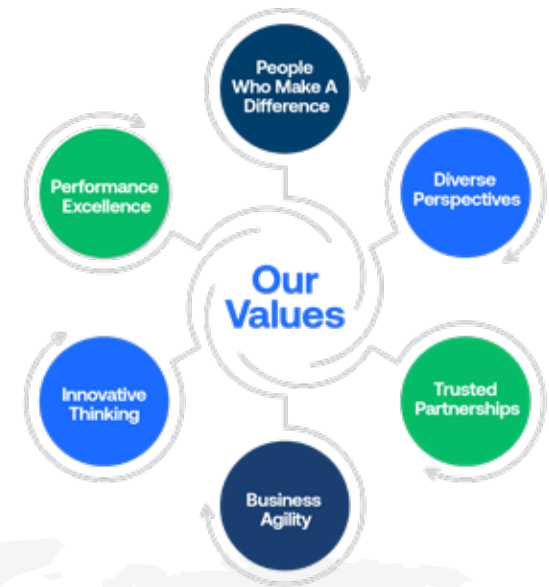 People
Who Make A
Difference
Diverse
Perspectives
Trusted
Partnerships
Business
Agility
Innovative
Thinking
Performance
Excellence
Our
Values